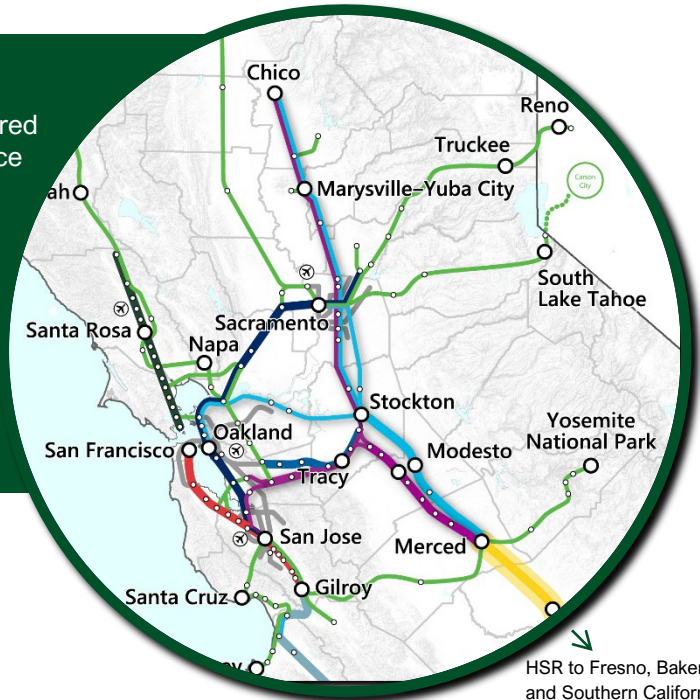 Chico
Reno
red
ce
Truckee
Marysville–Yuba City
Carson
City
ah
South
Lake Tahoe
Sacramento
Santa Rosa
Napa
Stockton
Yosemite
National Park
Oakland
San Francisco
Modesto
Tracy
San Jose
Merced
Gilroy
Santa Cruz
ey
HSR to Fresno, Baker
and Southern Califor